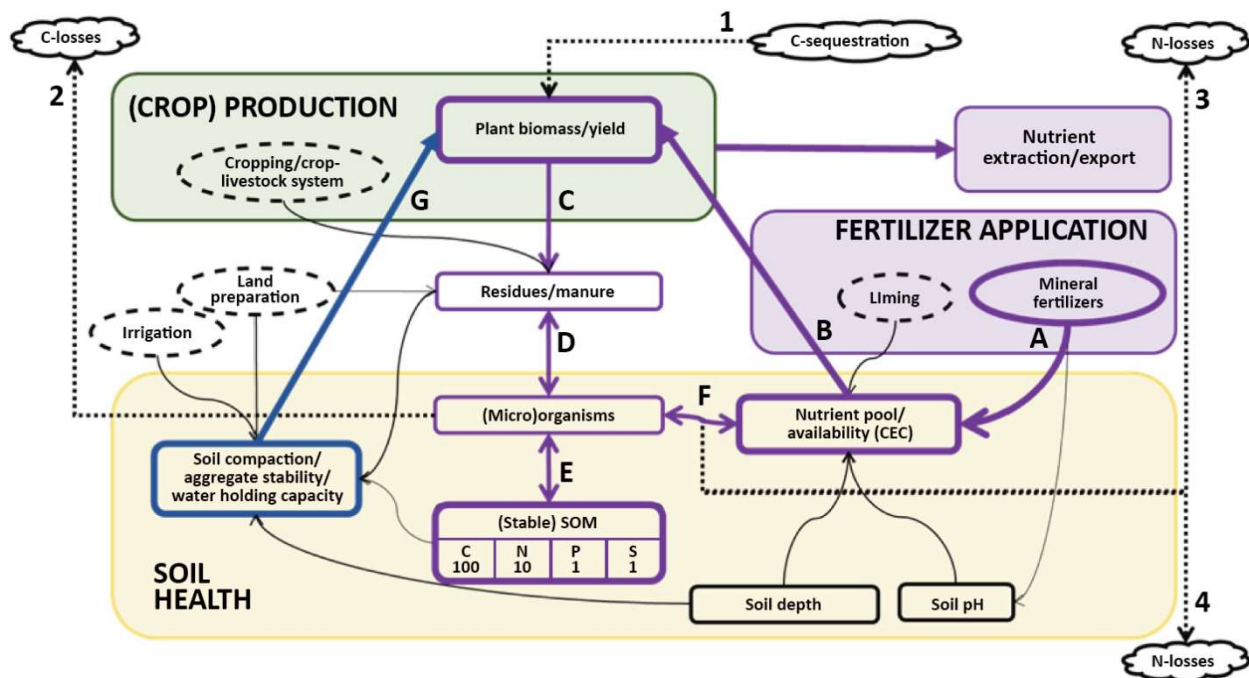 1
C-losses
C-sequestration
N-losses
2
3
(CROP) PRODUCTION
Plant biomass/yield
Nutrient
extraction/export
Cropping/crop-
livestock system
G
C
FERTILIZER APPLICATION
Land
preparation
Residues/manure
LIming
Mineral
fertilizers
Irrigation
B
A
D
F
(Micro)organisms
Nutrient pool/
availability (CEC)
Soil compaction/
aggregate stability/
water holding capacity
E
(Stable) SOM
C N P S
100 10 1 1
SOIL
HEALTH
Soil depth
Soil pH
4
N-losses